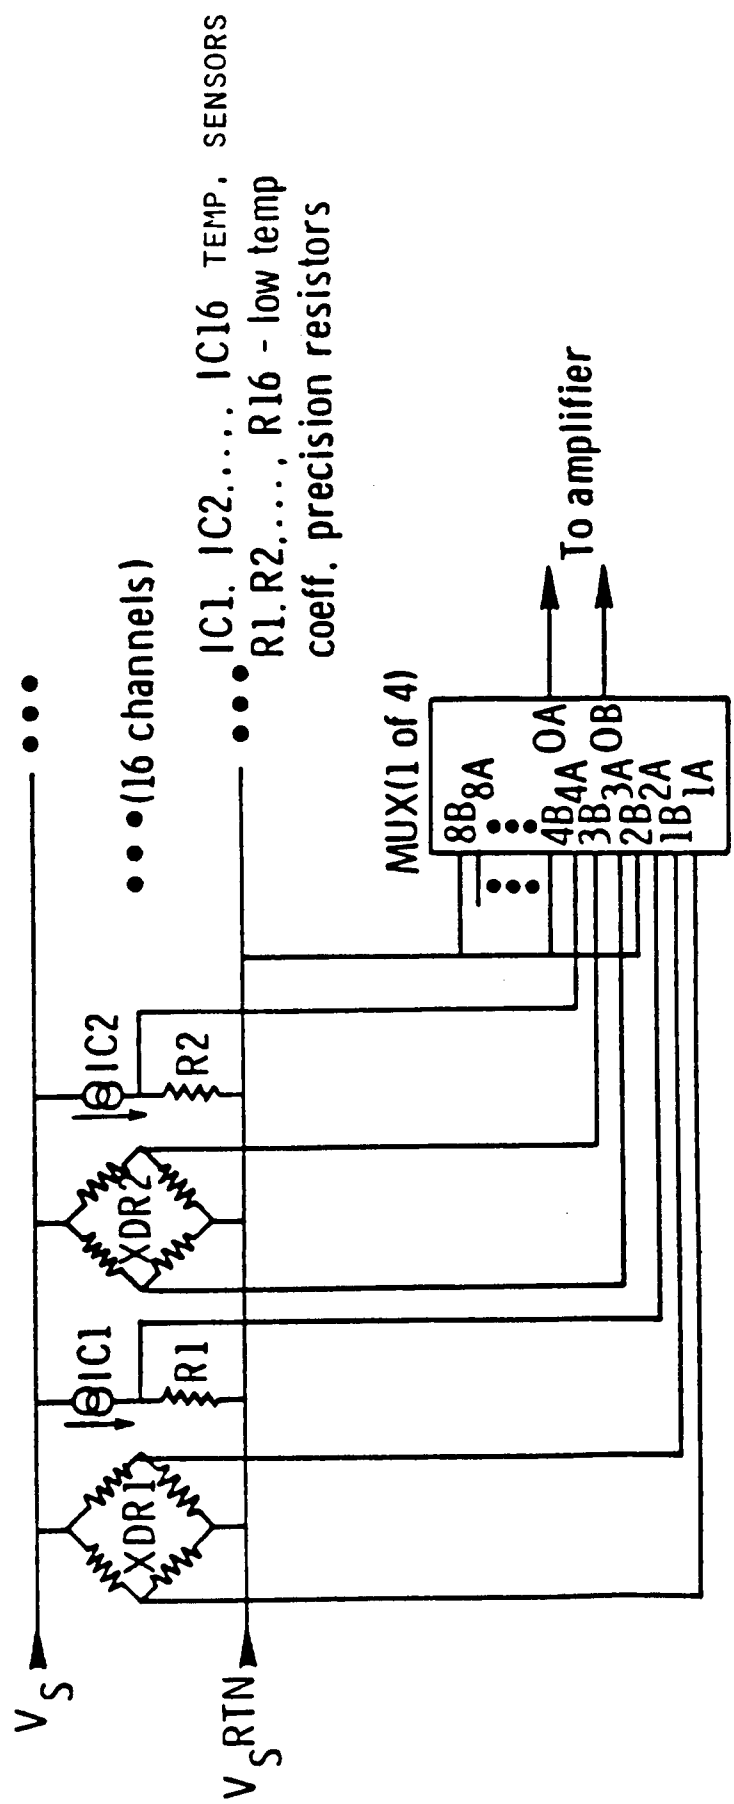 V S
V S RTN
XDR1
IC1
R1
XDR2
IC2
R2
(16 channels)
IC1. IC2..... IC16 TEMP. SENSORS
R1. R2....., R16 - low temp
coeff. precision resistors
MUX(1 of 4)
8B
8A
4B
4A
3B
3A
2B
2A
1B
1A
OA
OB
To amplifier